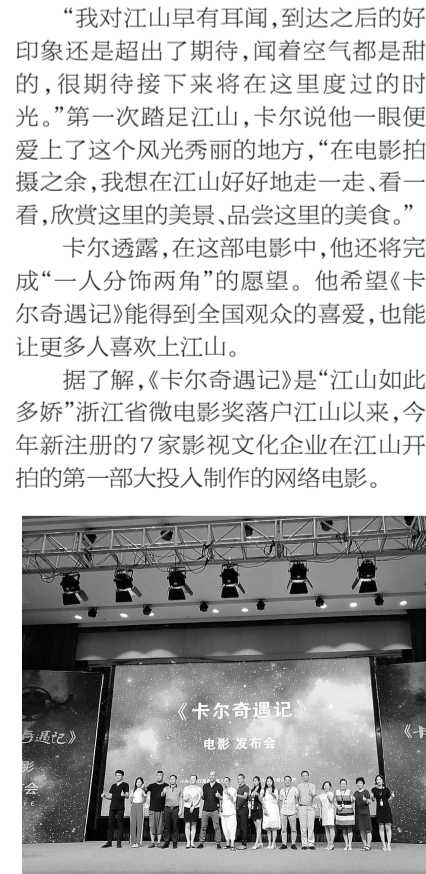 “我对江山早有耳闻,到达之后的好
印象还是超出了期待,闻着空气都是甜
的,很期待接下来将在这里度过的时
光。”第一次踏足江山,卡尔说他一眼便
爱上了这个风光秀丽的地方,“在电影拍
摄之余,我想在江山好好地走一走、看一
看,欣赏这里的美景、品尝这里的美食。”
卡尔透露,在这部电影中,他还将完
成“一人分饰两角”的愿望。他希望《卡
尔奇遇记》能得到全国观众的喜爱,也能
让更多人喜欢上江山。
据了解,《卡尔奇遇记》是“江山如此
多娇”浙江省微电影奖落户江山以来,今
年新注册的7家影视文化企业在江山开
拍的第一部大投入制作的网络电影。
《卡尔奇遇记》
电影 发布会
奇遇记》
影
会
《卡